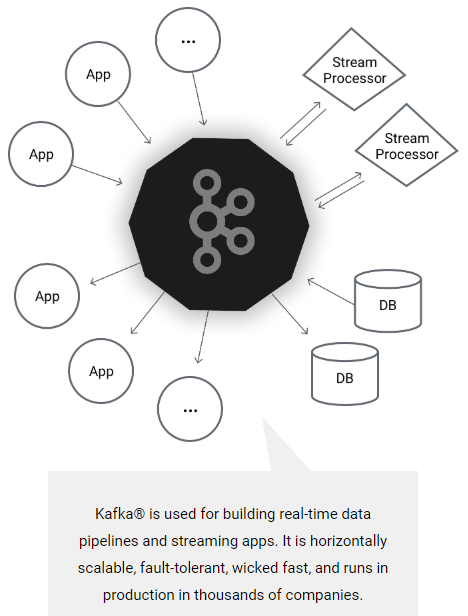 ...
App
Stream
Processor
App
Stream
Processor
App
DB
App
DB
...
Kafka® is used for building real-time data
pipelines and streaming apps. It is horizontally
scalable, fault-tolerant, wicked fast, and runs in
production in thousands of companies.